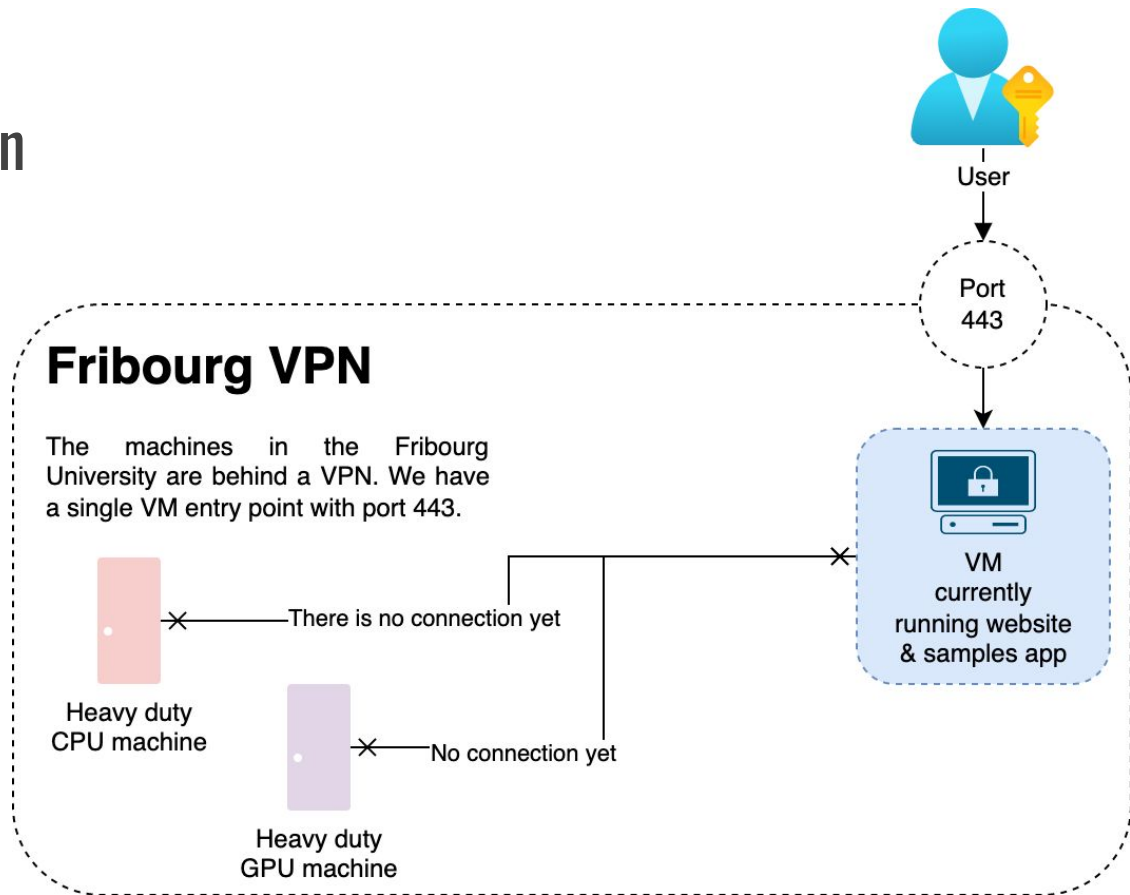 n
User
Port
443
Fribourg VPN
The machines in the Fribourg
University are behind a VPN. We have
a single VM entry point with port 443.
VM
currently
running website
& samples app
There is no connection yet
Heavy duty
CPU machine
No connection yet
Heavy duty
GPU machine